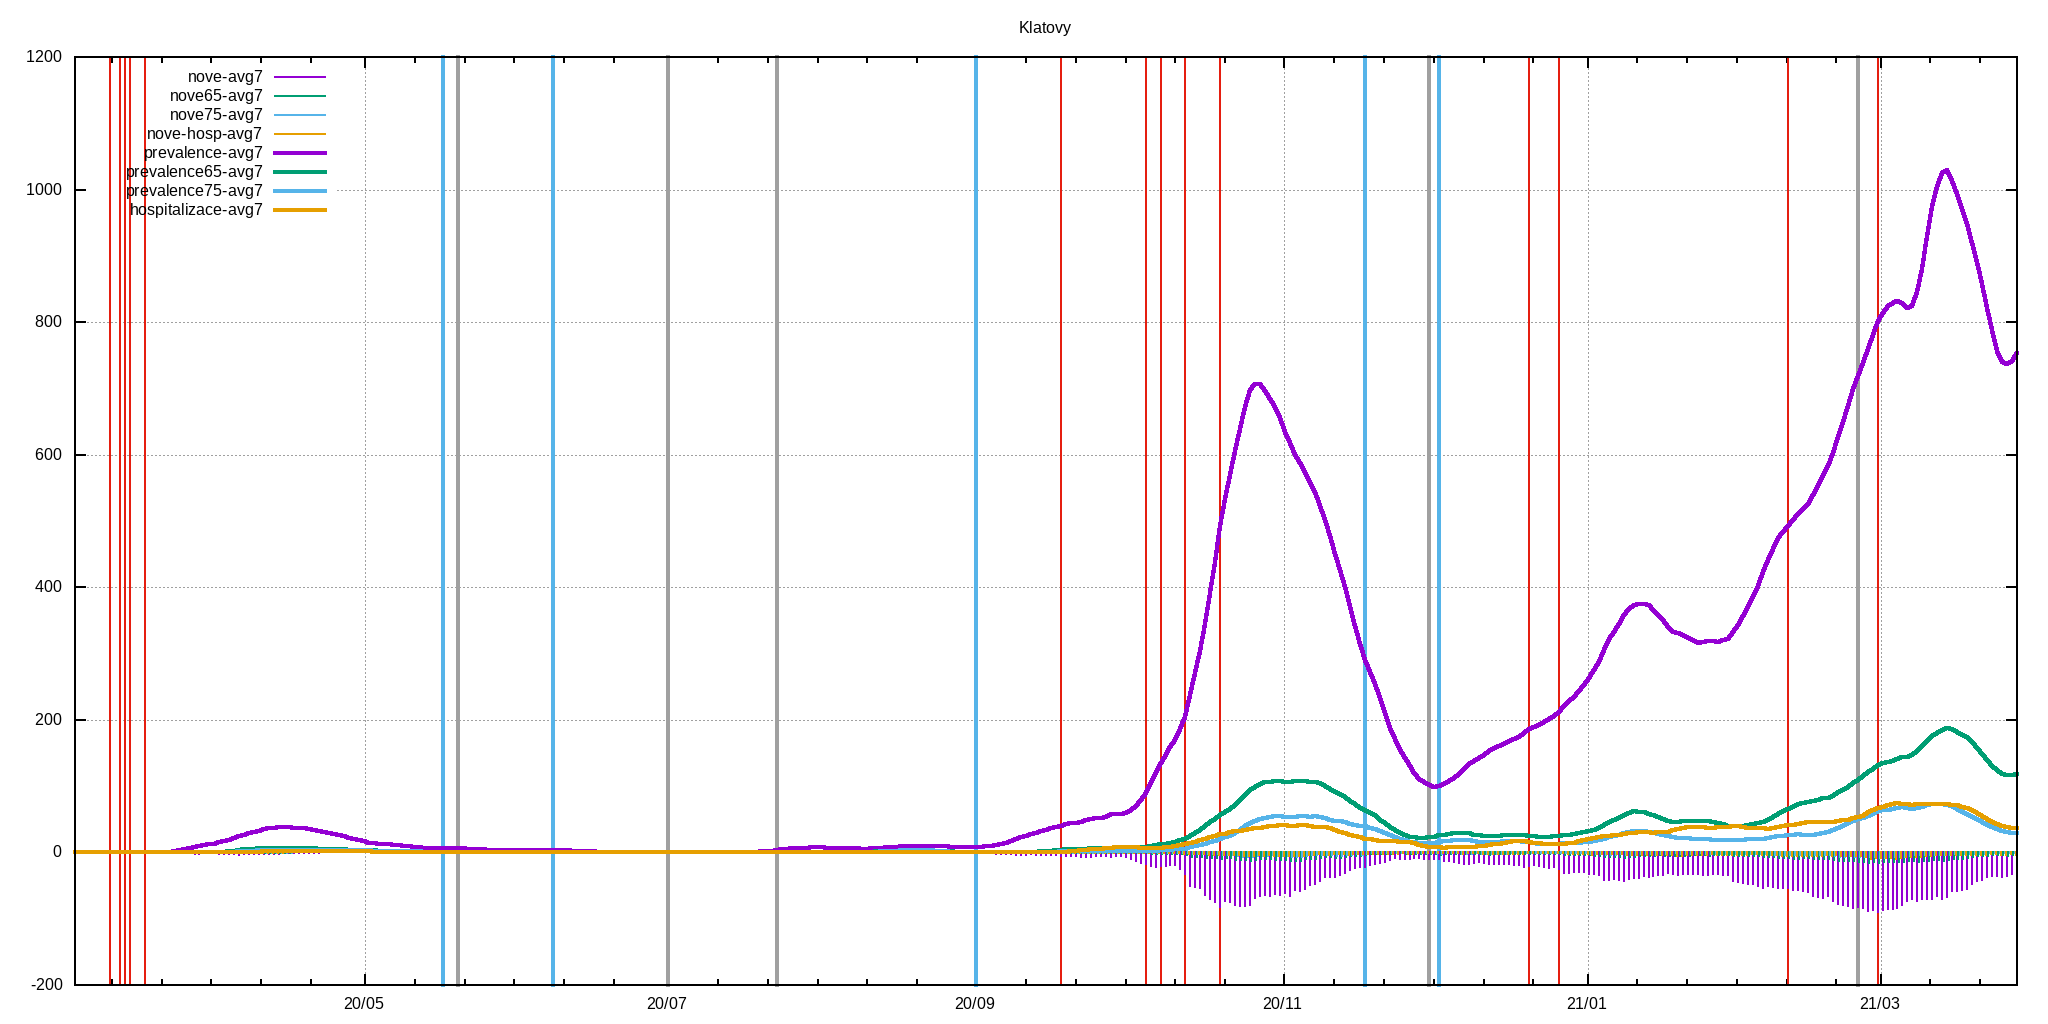 Klatovy
1200
1000
800
600
400
200
0
-200
nove-avg7
nove65-avg7
nove75-avg7
nove-hosp-avg7
prevalence-avg7
prevalence65-avg7
prevalence75-avg7
hospitalizace-avg7
20/05 20/07 20/09 20/11 21/01 21/03